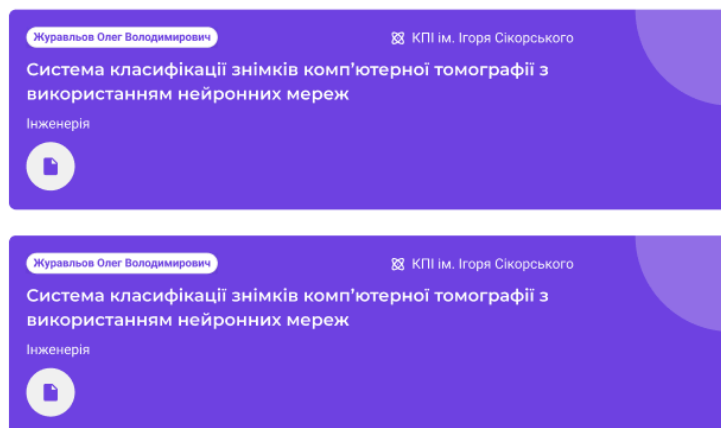 Журавльов Олег Володимирович
КПІ ім. Ігоря Сікорського
Система класифікації знімків комп’ютерної томографії з
використанням нейронних мереж
Інженерія
Журавльов Олег Володимирович
КПІ ім. Ігоря Сікорського
Система класифікації знімків комп’ютерної томографії з
використанням нейронних мереж
Інженерія